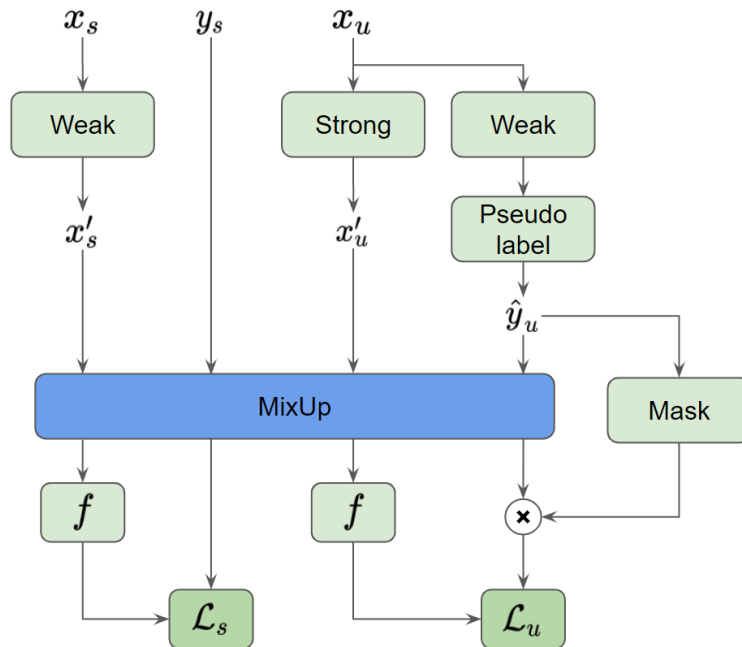 x_s y_s x_u
Weak Strong Weak
Pseudo
label
x'_s x'_u
ŷ_u
MixUp
Mask
f f
×
ℒ_s ℒ_u